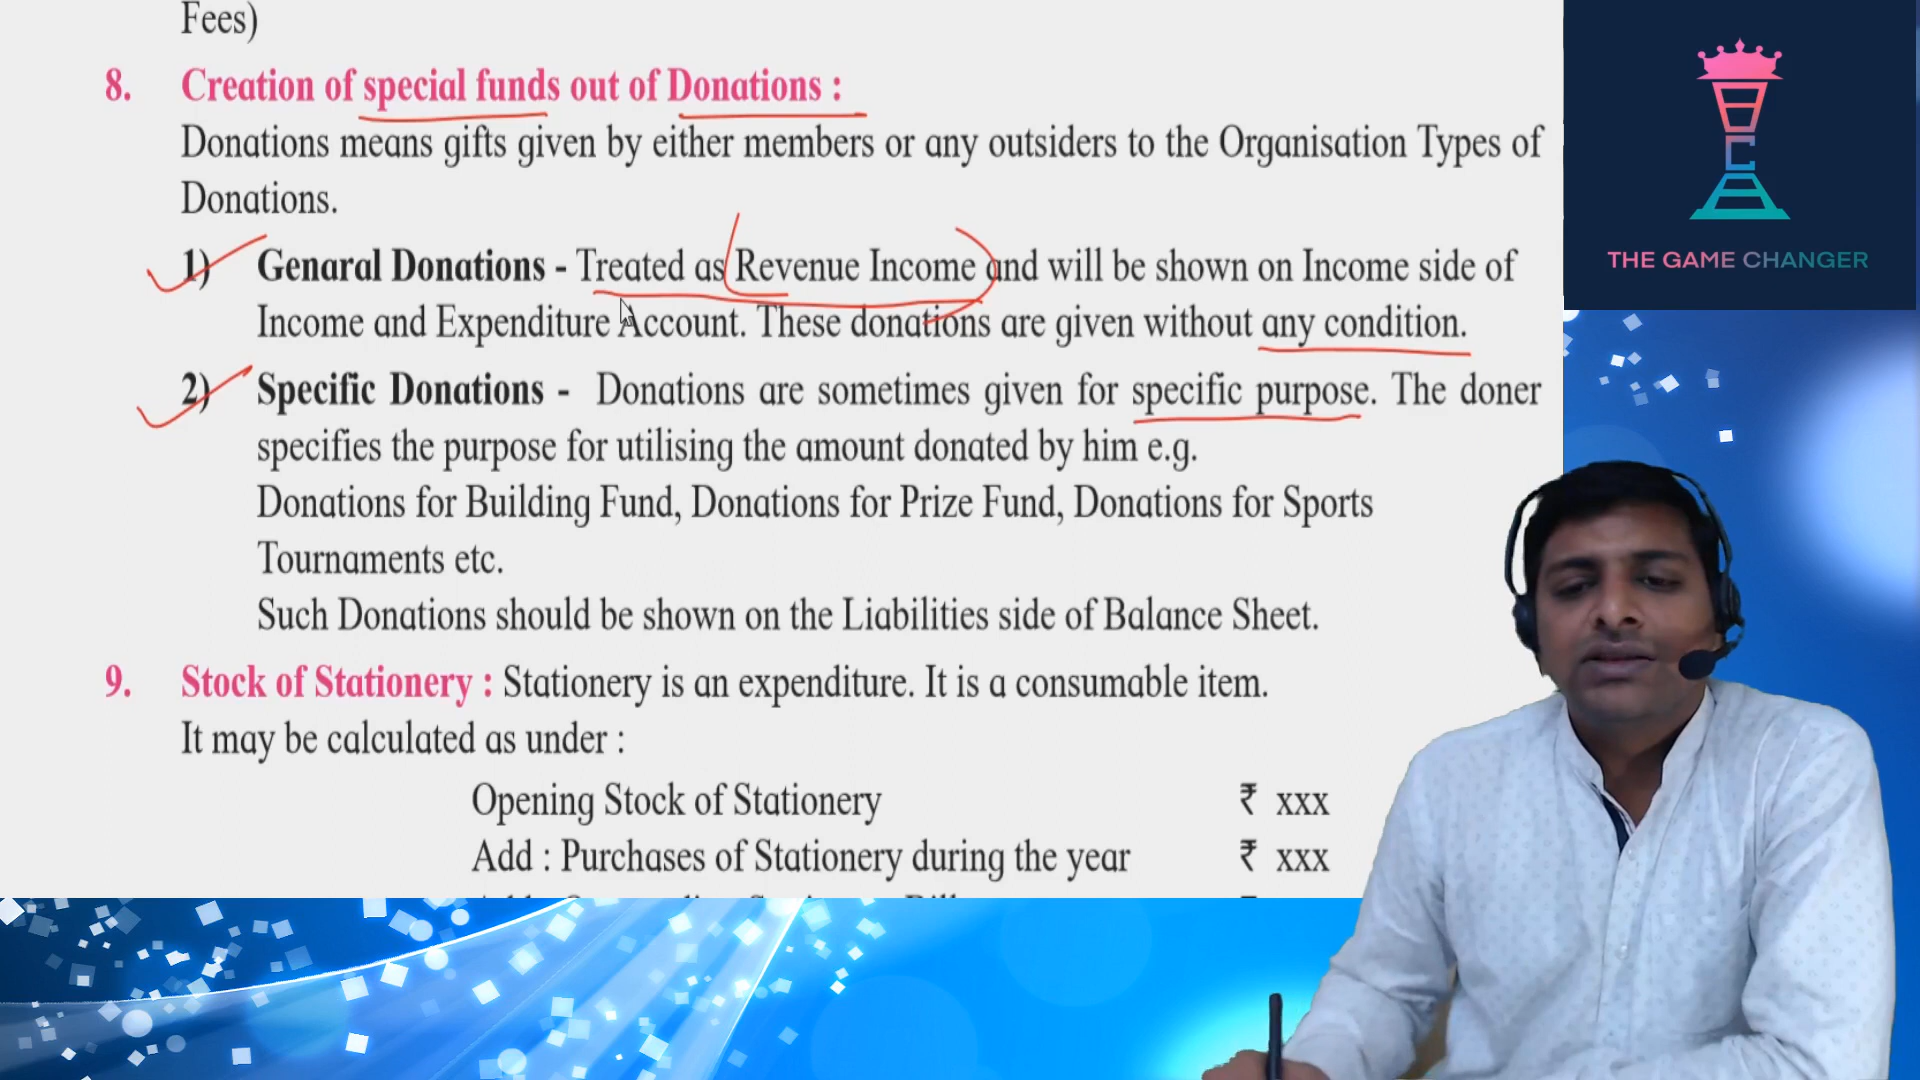 Fees)
8. Creation of special funds out of Donations :
Donations means gifts given by either members or any outsiders to the Organisation Types of
Donations.
1) Genaral Donations - Treated as Revenue Income and will be shown on Income side of
Income and Expenditure Account. These donations are given without any condition.
2) Specific Donations - Donations are sometimes given for specific purpose. The doner
specifies the purpose for utilising the amount donated by him e.g.
Donations for Building Fund, Donations for Prize Fund, Donations for Sports
Tournaments etc.
Such Donations should be shown on the Liabilities side of Balance Sheet.
9. Stock of Stationery : Stationery is an expenditure. It is a consumable item.
It may be calculated as under :
Opening Stock of Stationery ₹ xxx
Add : Purchases of Stationery during the year ₹ xxx
THE GAME CHANGER